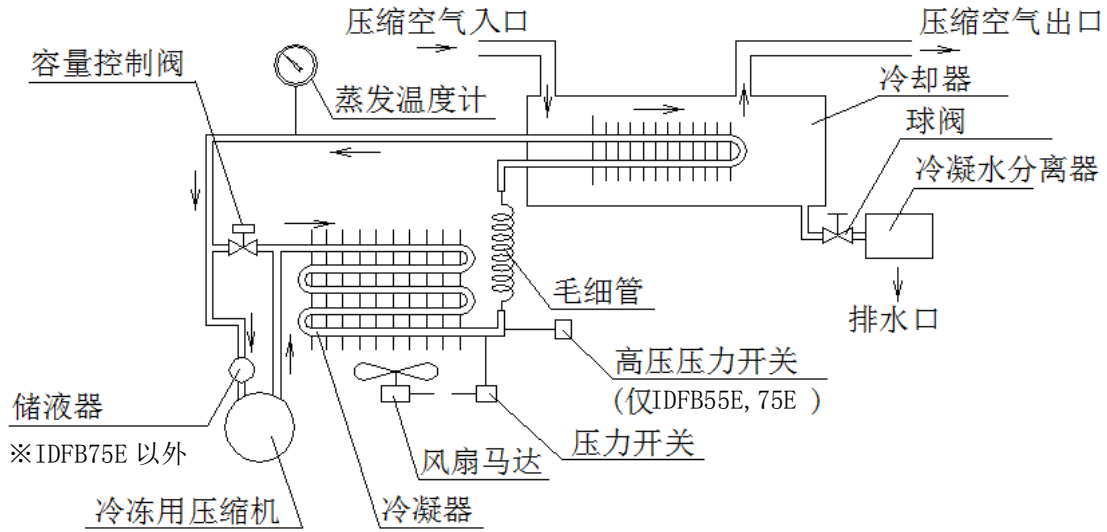 压缩空气入口
压缩空气出口
容量控制阀
蒸发温度计
冷却器
球阀
冷凝水分离器
毛细管
排水口
高压压力开关
(仅IDFB55E,75E )
储液器
※IDFB75E 以外
风扇马达
压力开关
冷冻用压缩机
冷凝器